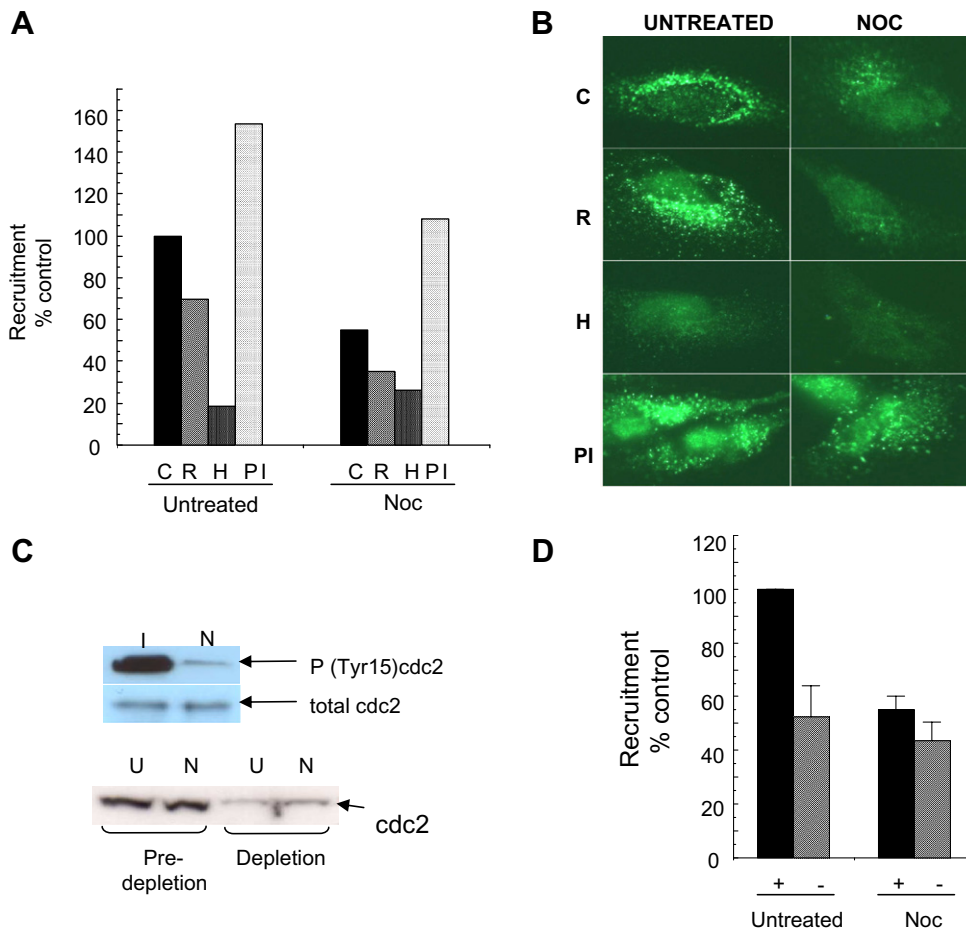 A
Recruitment
% control
160
140
120
100
80
60
40
20
0
C R H PI
C R H PI
Untreated
Noc
B
UNTREATED NOC
C
R
H
PI
C
I N
P (Tyr15)cdc2
total cdc2
U N U N
cdc2
Pre-
depletion
Depletion
D
Recruitment
% control
120
100
80
60
40
20
0
+ - + -
Untreated Noc